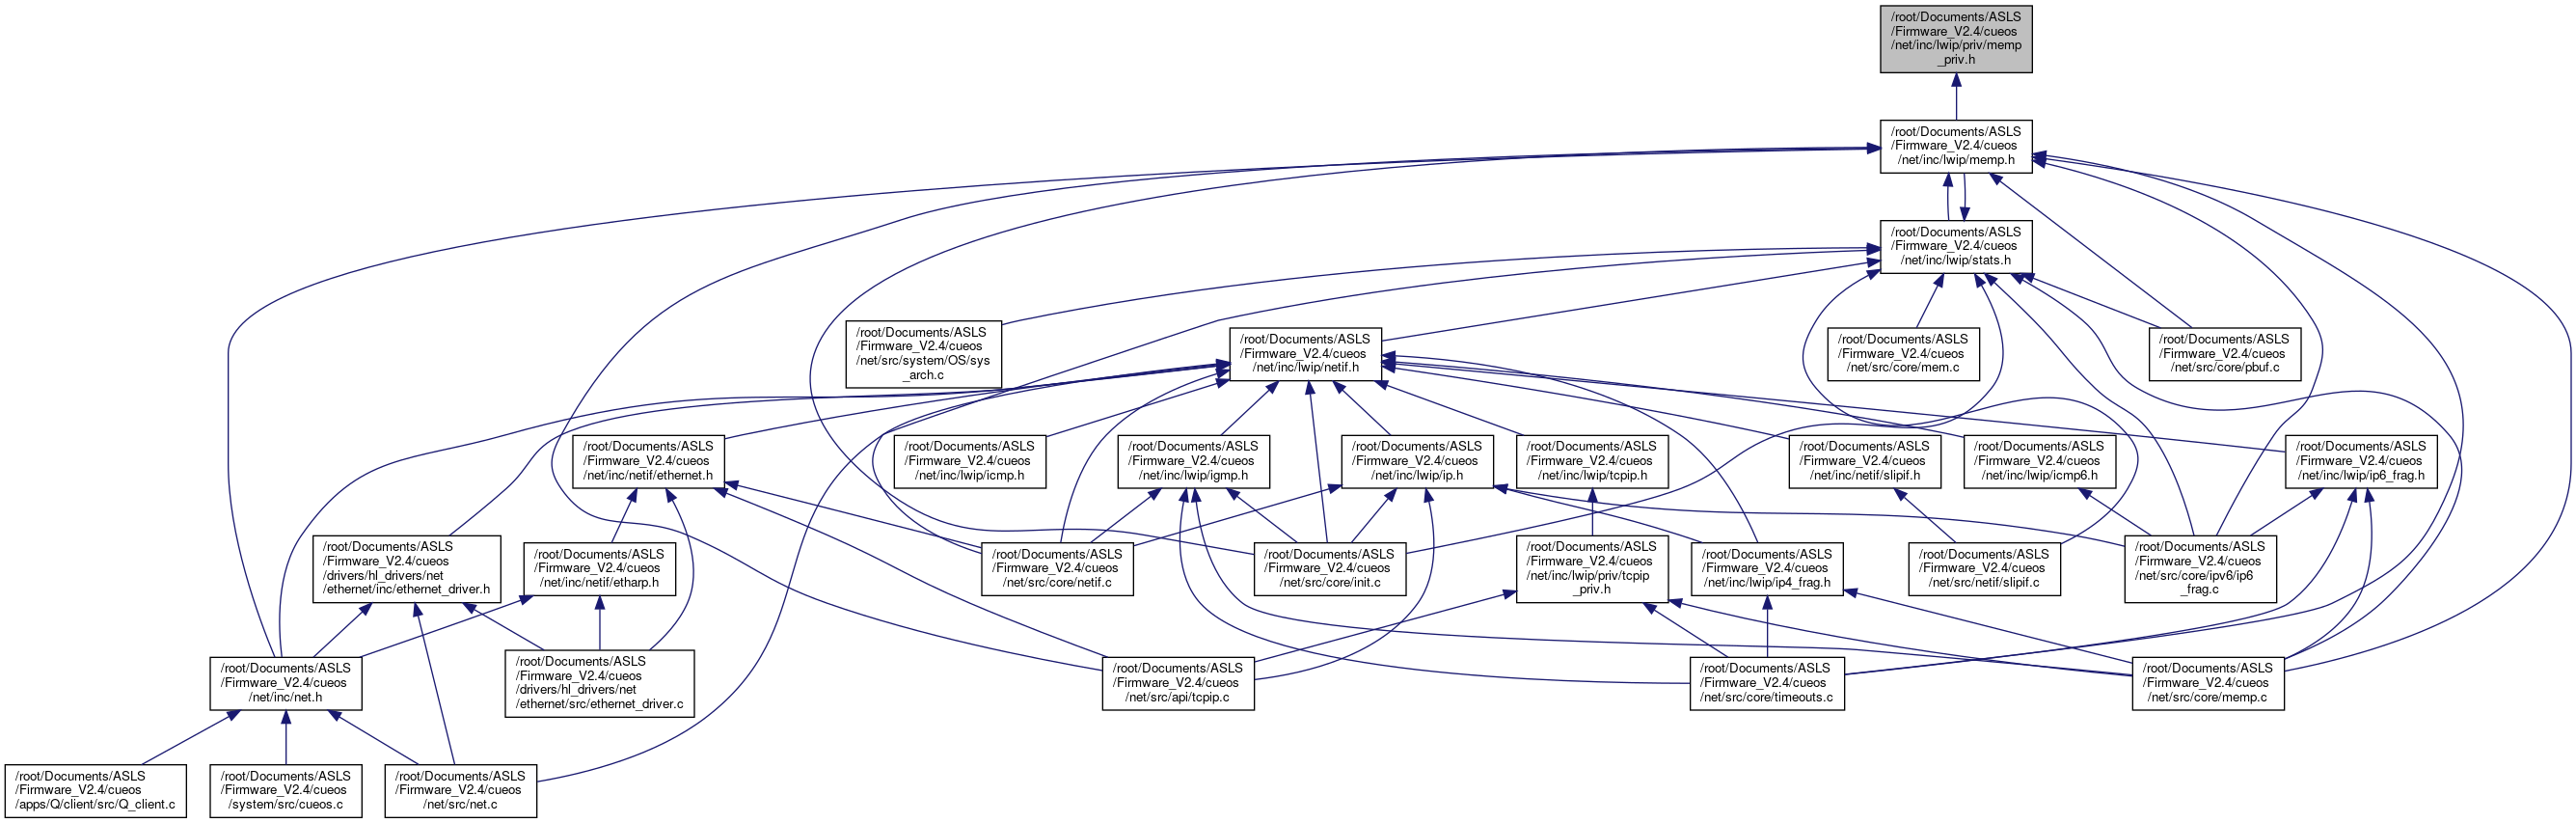 /root/Documents/ASLS
/Firmware_V2.4/cueos
/net/inc/lwip/priv/memp
_priv.h
/root/Documents/ASLS
/Firmware_V2.4/cueos
/net/inc/lwip/memp.h
/root/Documents/ASLS
/Firmware_V2.4/cueos
/net/inc/lwip/stats.h
/root/Documents/ASLS
/Firmware_V2.4/cueos
/net/src/system/OS/sys
_arch.c
/root/Documents/ASLS
/Firmware_V2.4/cueos
/net/inc/lwip/netif.h
/root/Documents/ASLS
/Firmware_V2.4/cueos
/net/src/core/mem.c
/root/Documents/ASLS
/Firmware_V2.4/cueos
/net/src/core/pbuf.c
/root/Documents/ASLS
/Firmware_V2.4/cueos
/net/inc/netif/ethernet.h
/root/Documents/ASLS
/Firmware_V2.4/cueos
/net/inc/lwip/icmp.h
/root/Documents/ASLS
/Firmware_V2.4/cueos
/net/inc/lwip/igmp.h
/root/Documents/ASLS
/Firmware_V2.4/cueos
/net/inc/lwip/ip.h
/root/Documents/ASLS
/Firmware_V2.4/cueos
/net/inc/lwip/tcpip.h
/root/Documents/ASLS
/Firmware_V2.4/cueos
/net/inc/netif/slipif.h
/root/Documents/ASLS
/Firmware_V2.4/cueos
/net/inc/lwip/icmp6.h
/root/Documents/ASLS
/Firmware_V2.4/cueos
/net/inc/lwip/ip6_frag.h
/root/Documents/ASLS
/Firmware_V2.4/cueos
/drivers/hl_drivers/net
/ethernet/inc/ethernet_driver.h
/root/Documents/ASLS
/Firmware_V2.4/cueos
/net/inc/netif/etharp.h
/root/Documents/ASLS
/Firmware_V2.4/cueos
/net/src/core/netif.c
/root/Documents/ASLS
/Firmware_V2.4/cueos
/net/src/core/init.c
/root/Documents/ASLS
/Firmware_V2.4/cueos
/net/inc/lwip/priv/tcpip
_priv.h
/root/Documents/ASLS
/Firmware_V2.4/cueos
/net/inc/lwip/ip4_frag.h
/root/Documents/ASLS
/Firmware_V2.4/cueos
/net/src/netif/slipif.c
/root/Documents/ASLS
/Firmware_V2.4/cueos
/net/src/core/ipv6/ip6
_frag.c
/root/Documents/ASLS
/Firmware_V2.4/cueos
/net/inc/net.h
/root/Documents/ASLS
/Firmware_V2.4/cueos
/drivers/hl_drivers/net
/ethernet/src/ethernet_driver.c
/root/Documents/ASLS
/Firmware_V2.4/cueos
/net/src/api/tcpip.c
/root/Documents/ASLS
/Firmware_V2.4/cueos
/net/src/core/timeouts.c
/root/Documents/ASLS
/Firmware_V2.4/cueos
/net/src/core/memp.c
/root/Documents/ASLS
/Firmware_V2.4/cueos
/apps/Q/client/src/Q_client.c
/root/Documents/ASLS
/Firmware_V2.4/cueos
/system/src/cueos.c
/root/Documents/ASLS
/Firmware_V2.4/cueos
/net/src/net.c